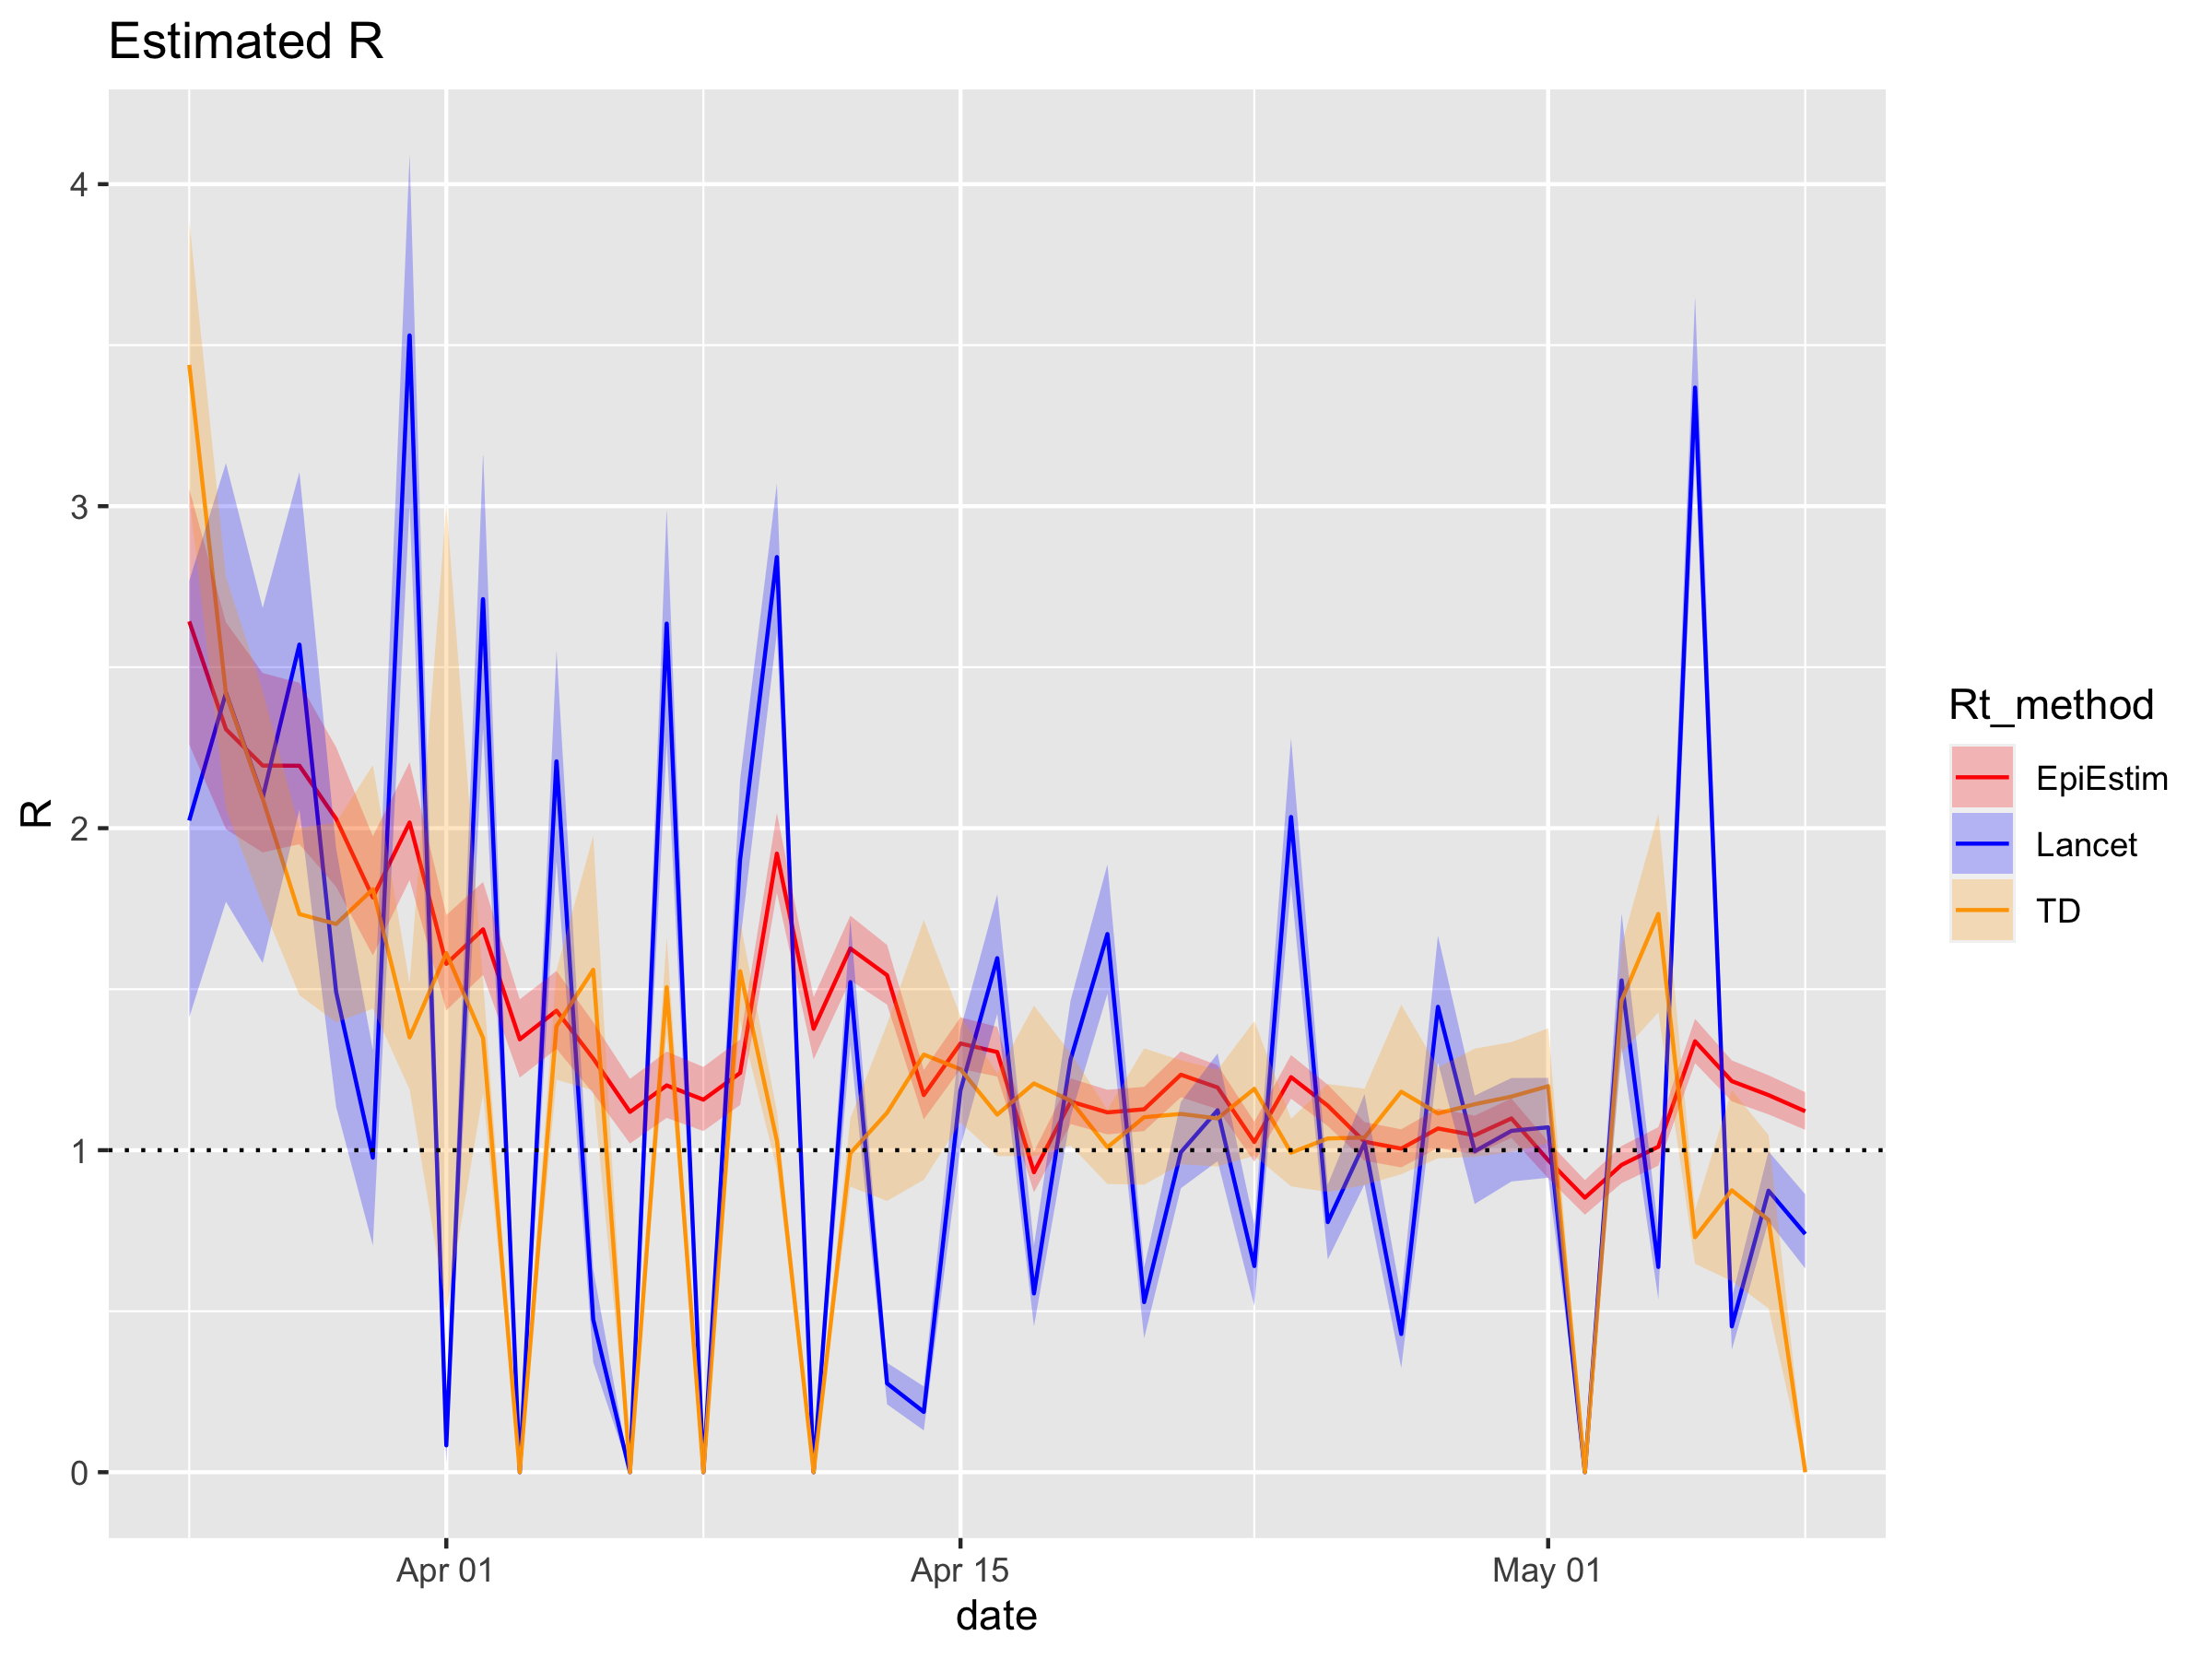 Estimated R
4
3
2
1
0
R
Apr 01
Apr 15
May 01
date
Rt_method
EpiEstim
Lancet
TD